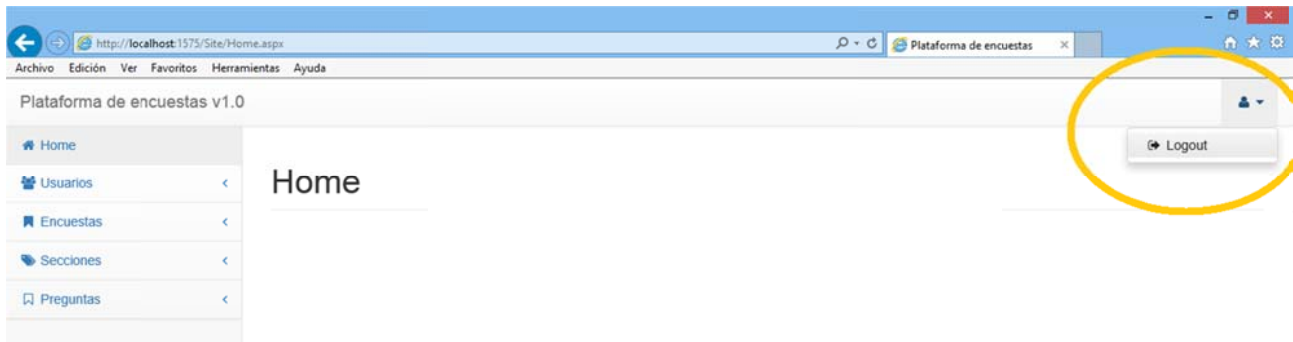 http://localhost:1575/Site/Home.aspx
Plataforma de encuestas
Archivo Edición Ver Favoritos Herramientas Ayuda
Plataforma de encuestas v1.0
Home
Logout
Usuarios
Home
Encuestas
Secciones
Preguntas